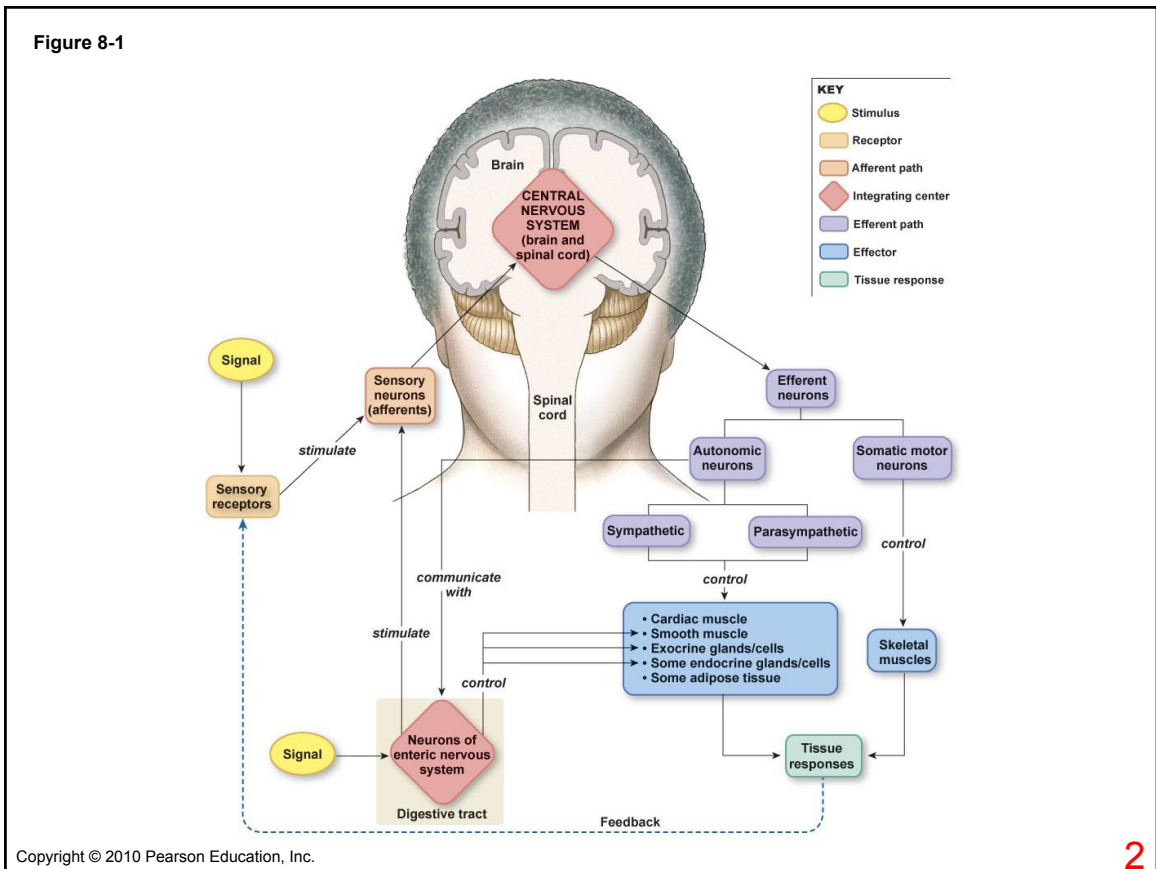 Figure 8-1
KEY
Stimulus
Receptor
Afferent path
Integrating center
Efferent path
Effector
Tissue response
Brain
CENTRAL
NERVOUS
SYSTEM
(brain and
spinal cord)
Signal
Sensory
neurons
(afferents)
Spinal
cord
Efferent
neurons
stimulate
Autonomic
neurons
Somatic motor
neurons
Sensory
receptors
Sympathetic
Parasympathetic
control
communicate
with
control
stimulate
• Cardiac muscle
• Smooth muscle
• Exocrine glands/cells
• Some endocrine glands/cells
• Some adipose tissue
Skeletal
muscles
control
Signal
Neurons of
enteric nervous
system
Tissue
responses
Digestive tract
Feedback
Copyright © 2010 Pearson Education, Inc.
2